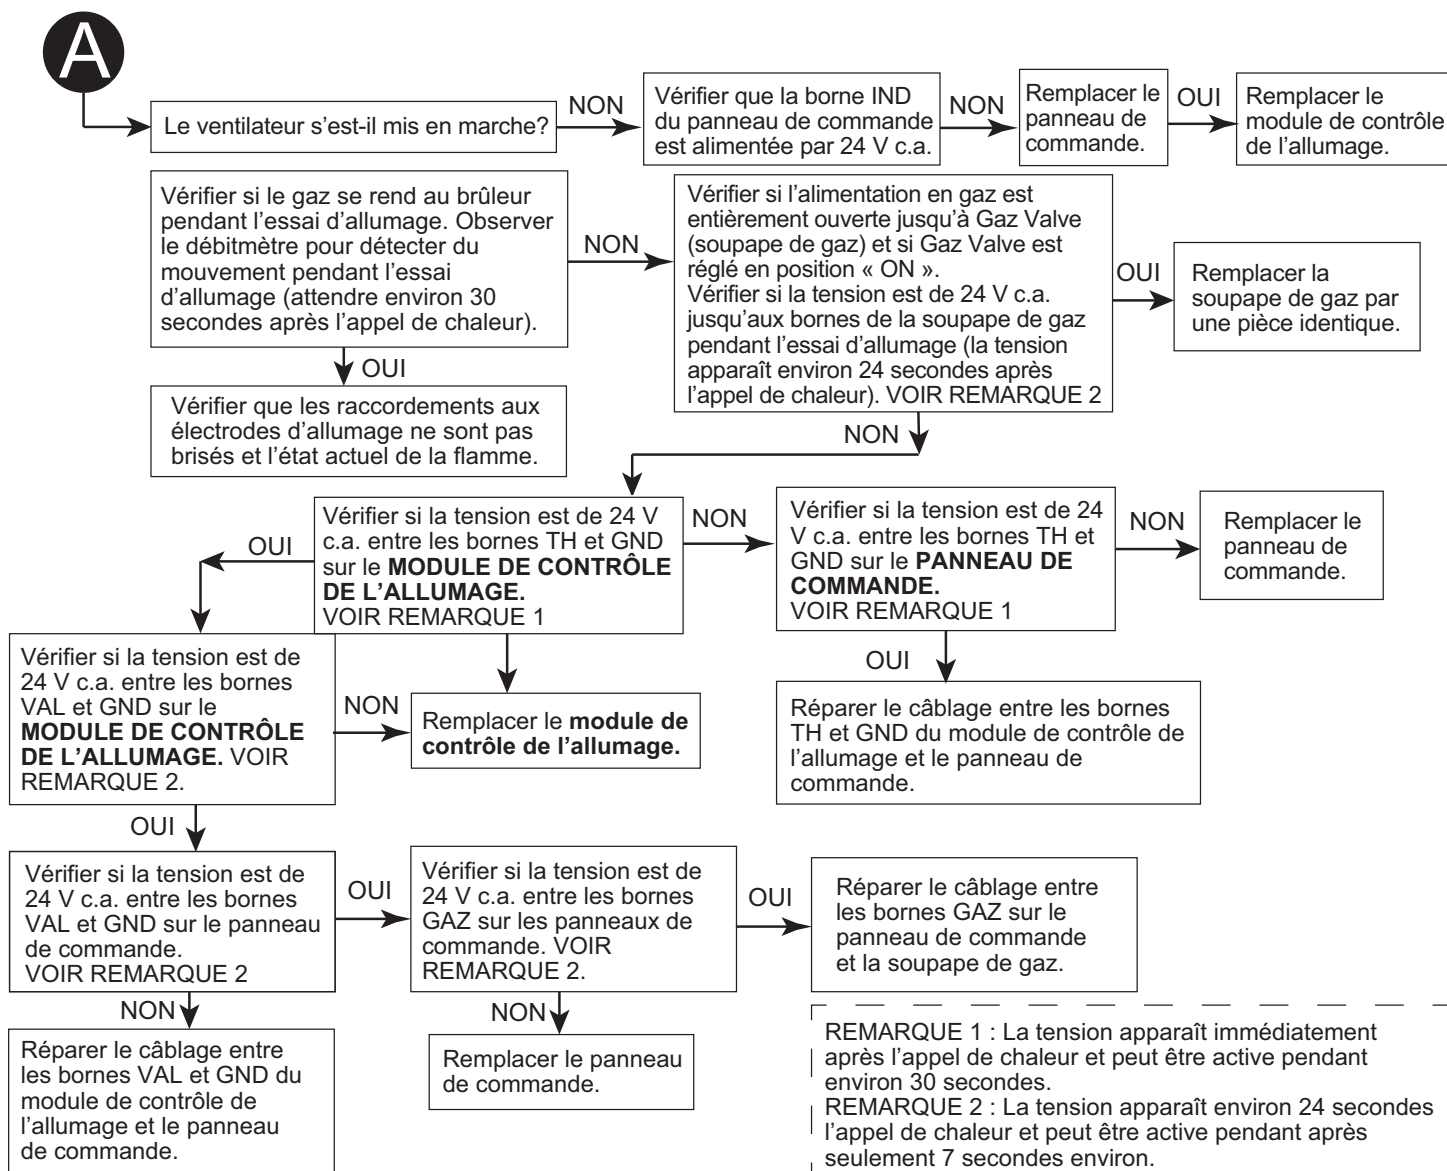 A
Le ventilateur s’est-il mis en marche?
NON
Vérifier que la borne IND
du panneau de commande
est alimentée par 24 V c.a.
NON
Remplacer le
panneau de
commande.
OUI
Remplacer le
module de contrôle
de l’allumage.
Vérifier si le gaz se rend au brûleur
pendant l’essai d’allumage. Observer
le débitmètre pour détecter du
mouvement pendant l’essai
d’allumage (attendre environ 30
secondes après l’appel de chaleur).
NON
Vérifier si l’alimentation en gaz est
entièrement ouverte jusqu’à Gaz Valve
(soupape de gaz) et si Gaz Valve est
réglé en position « ON ».
Vérifier si la tension est de 24 V c.a.
jusqu’aux bornes de la soupape de gaz
pendant l’essai d’allumage (la tension
apparaît environ 24 secondes après
l’appel de chaleur). VOIR REMARQUE 2
OUI
Remplacer la
soupape de gaz par
une pièce identique.
OUI
Vérifier que les raccordements aux
électrodes d’allumage ne sont pas
brisés et l’état actuel de la flamme.
NON
Vérifier si la tension est de 24 V
c.a. entre les bornes TH et GND
sur le MODULE DE CONTRÔLE
DE L’ALLUMAGE.
VOIR REMARQUE 1
NON
Vérifier si la tension est de 24
V c.a. entre les bornes TH et
GND sur le PANNEAU DE
COMMANDE.
VOIR REMARQUE 1
NON
Remplacer le
panneau de
commande.
OUI
Vérifier si la tension est de
24 V c.a. entre les bornes
VAL et GND sur le
MODULE DE CONTRÔLE
DE L’ALLUMAGE. VOIR
REMARQUE 2.
NON
Remplacer le module de
contrôle de l’allumage.
OUI
Réparer le câblage entre les bornes
TH et GND du module de contrôle de
l’allumage et le panneau de
commande.
OUI
Vérifier si la tension est de
24 V c.a. entre les bornes
VAL et GND sur le panneau
de commande.
VOIR REMARQUE 2
OUI
Vérifier si la tension est de
24 V c.a. entre les bornes
GAZ sur les panneaux de
commande. VOIR
REMARQUE 2.
OUI
Réparer le câblage entre
les bornes GAZ sur le
panneau de commande
et la soupape de gaz.
NON
Réparer le câblage entre
les bornes VAL et GND du
module de contrôle de
l’allumage et le panneau
de commande.
NON
Remplacer le panneau
de commande.
REMARQUE 1 : La tension apparaît immédiatement
après l’appel de chaleur et peut être active pendant
environ 30 secondes.
REMARQUE 2 : La tension apparaît environ 24 secondes
l’appel de chaleur et peut être active pendant après
seulement 7 secondes environ.